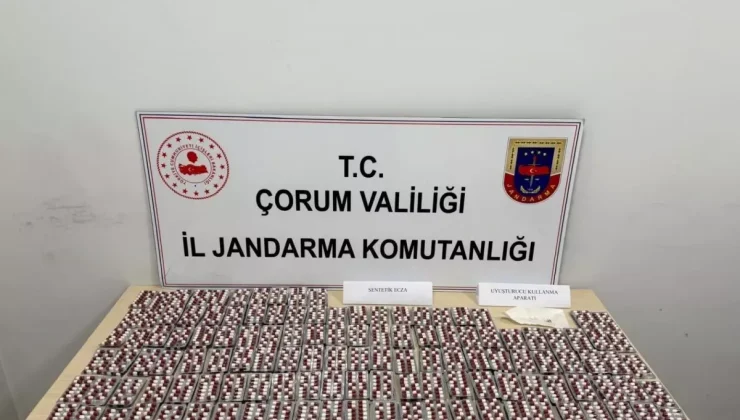 T.C.
ÇORUM VALİLİĞİ
İL JANDARMA KOMUTANLIĞI
JANDARMA
SENTETİK ECZA
UYUŞTURUCU KULLANMA
APARATI